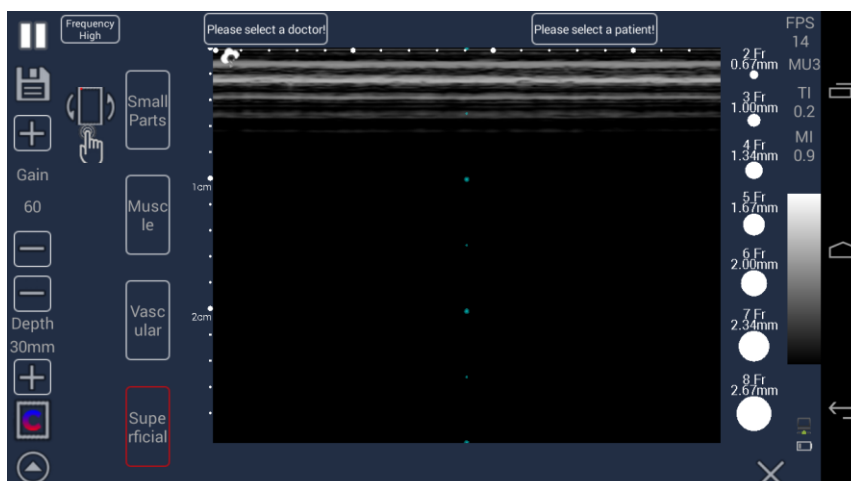 Frequency
High
Please select a doctor!
Please select a patient!
FPS
14
MU3
TI
0.2
MI
0.9
Gain
60
Depth
30mm
Small
Parts
Musc
le
Vasc
ular
Supe
rficial
1cm
2cm
2 Fr
0.67mm
3 Fr
1.00mm
4 Fr
1.34mm
5 Fr
1.67mm
6 Fr
2.00mm
7 Fr
2.34mm
8 Fr
2.67mm
C